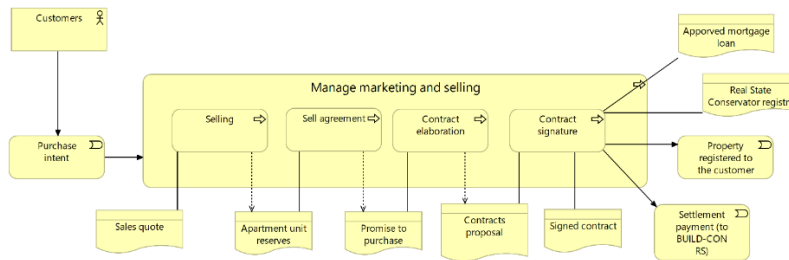 Customers
Apporved mortgage
loan
Manage marketing and selling
Real State
Conservator registr
Selling
Sell agreement
Contract
elaboration
Contract
signature
Purchase
intent
Property
registered to
the customer
Sales quote
Apartment unit
reserves
Promise to
purchase
Contracts
proposal
Signed contract
Settlement
payment (to
BUILD-CON
RS)